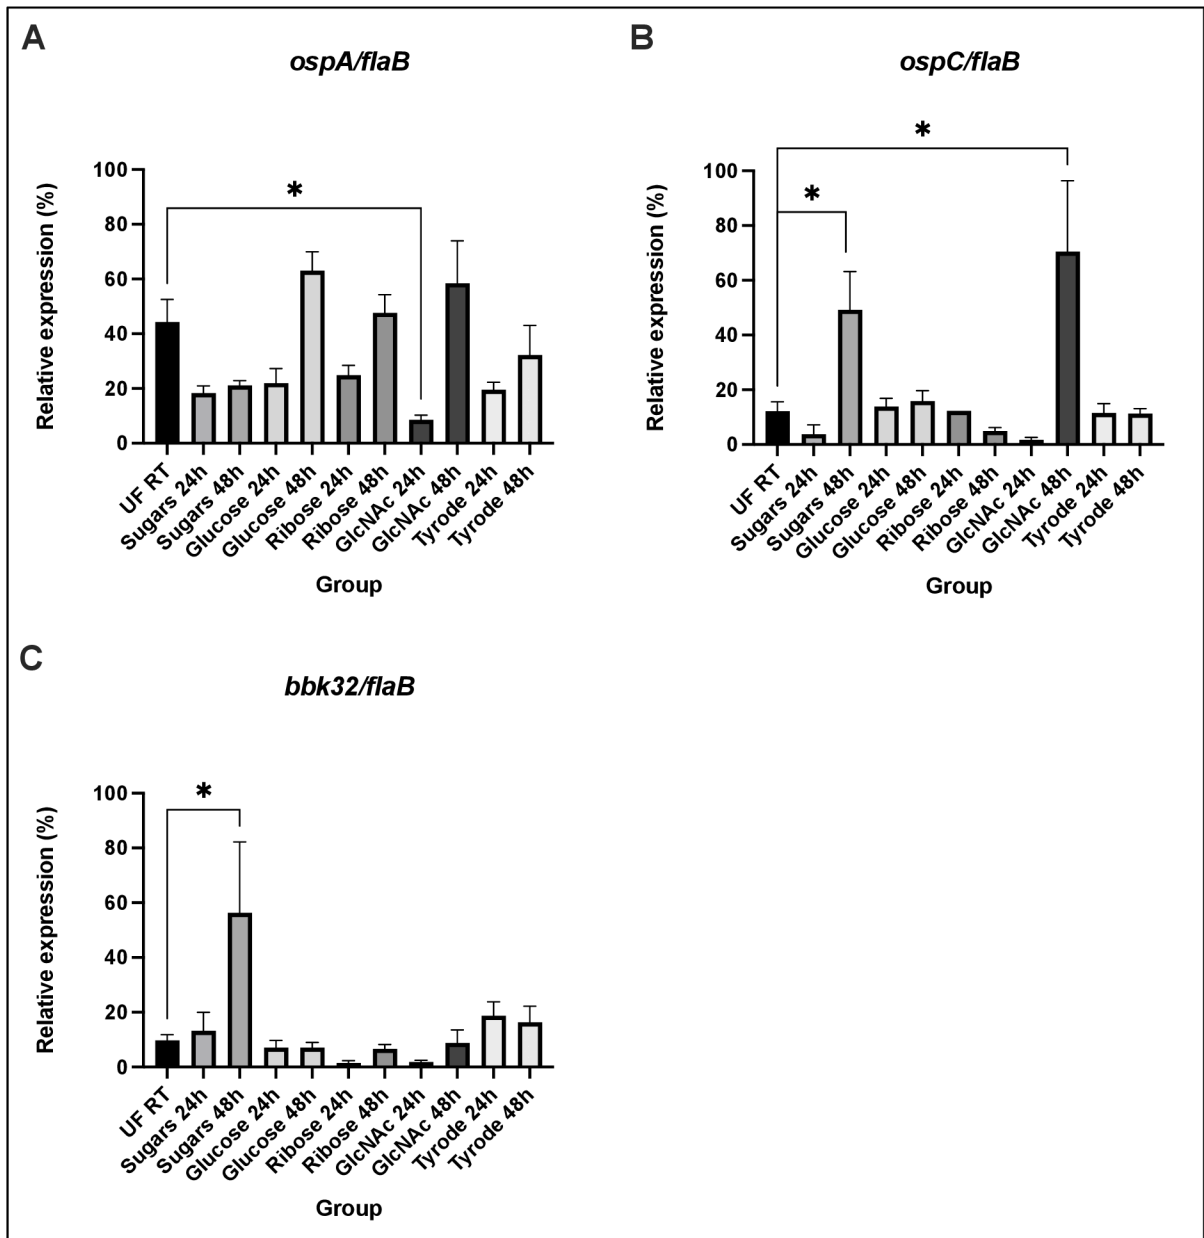 A
ospA/flaB
Relative expression (%)
100
80
60
40
20
0
*
UF RT
Sugars 24h
Sugars 48h
Glucose 24h
Glucose 48h
Ribose 24h
Ribose 48h
GlcNAc 24h
GlcNAc 48h
Tyrode 24h
Tyrode 48h
Group
B
ospC/flaB
Relative expression (%)
100
80
60
40
20
0
*
*
UF RT
Sugars 24h
Sugars 48h
Glucose 24h
Glucose 48h
Ribose 24h
Ribose 48h
GlcNAc 24h
GlcNAc 48h
Tyrode 24h
Tyrode 48h
Group
C
bbk32/flaB
Relative expression (%)
100
80
60
40
20
0
*
UF RT
Sugars 24h
Sugars 48h
Glucose 24h
Glucose 48h
Ribose 24h
Ribose 48h
GlcNAc 24h
GlcNAc 48h
Tyrode 24h
Tyrode 48h
Group